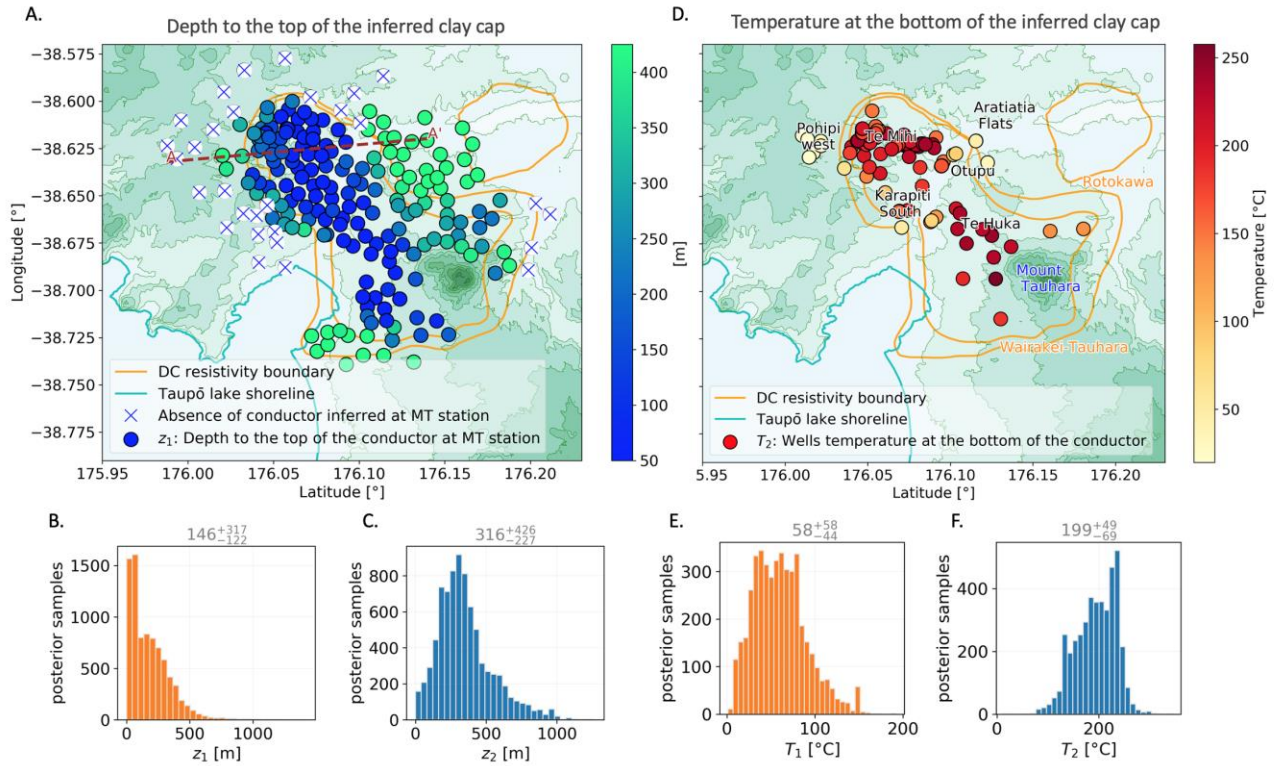 A.
Depth to the top of the inferred clay cap
−38.575
−38.600
−38.625
−38.650
−38.675
−38.700
−38.725
−38.750
−38.775
Longitude [°]
A
A'
DC resistivity boundary
Taupō lake shoreline
Absence of conductor inferred at MT station
z1: Depth to the top of the conductor at MT station
175.95
176.00
176.05
176.10
176.15
176.20
Latitude [°]
400
350
300
250
200
150
100
50
[m]
D.
Temperature at the bottom of the inferred clay cap
Aratiatia
Flats
Pohipi
west
Te Mihi
Otupu
Rotokawa
Karapiti
South
Te Huka
Mount
Tauhara
Wairakei-Tauhara
DC resistivity boundary
Taupō lake shoreline
T2: Wells temperature at the bottom of the conductor
5.95
176.00
176.05
176.10
176.15
176.20
Latitude [°]
250
200
150
100
50
Temperature [°C]
B.
146 +317 −122
posterior samples
1500
1000
500
0
0
500
1000
z1 [m]
C.
316 +426 −227
posterior samples
800
600
400
200
0
0
500
1000
z2 [m]
E.
58 +58 −44
posterior samples
300
200
100
0
0
100
200
T1 [°C]
F.
199 +49 −69
posterior samples
400
200
0
0
200
T2 [°C]